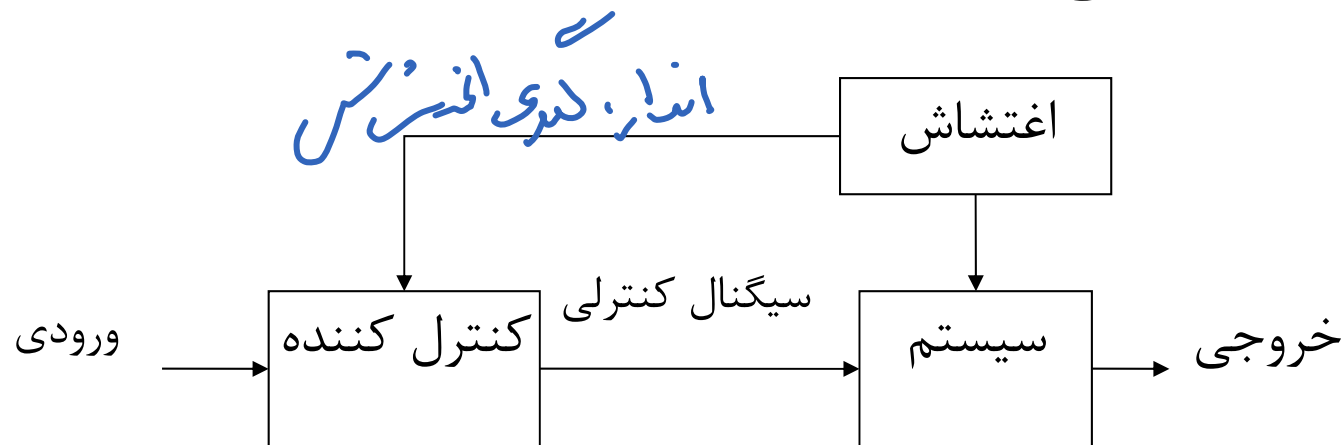 اندازه گیری اغتشاش
اغتشاش
سیگنال کنترلی
ورودی
کنترل کننده
سیستم
خروجی